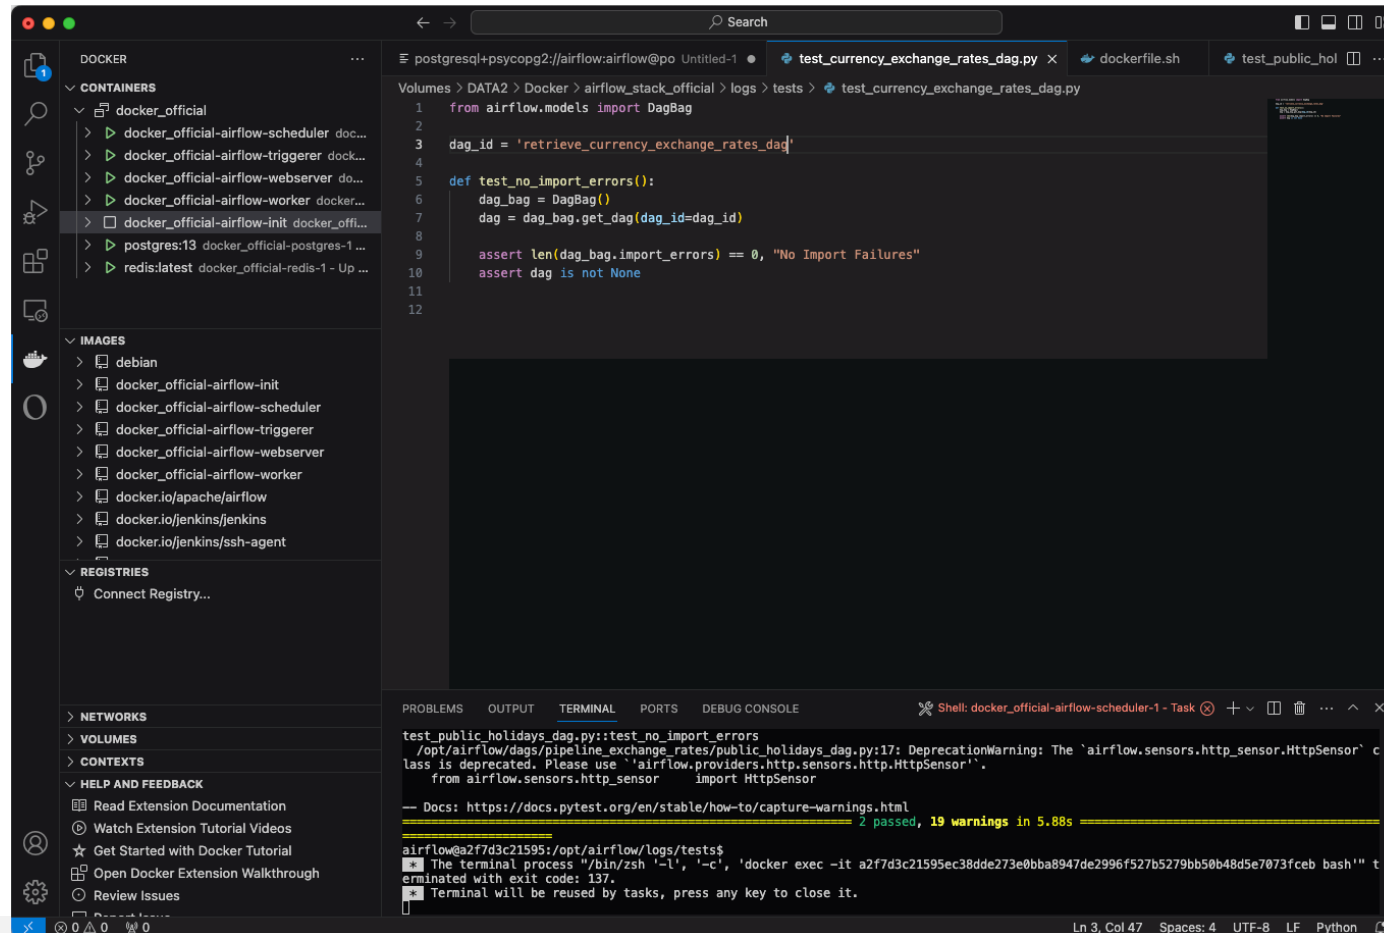 Search
DOCKER
CONTAINERS
docker_official
docker_official-airflow-scheduler doc...
docker_official-airflow-triggerer dock...
docker_official-airflow-webserver do...
docker_official-airflow-worker docker...
docker_official-airflow-init docker_offi...
postgres:13 docker_official-postgres-1 ...
redis:latest docker_official-redis-1 - Up ...
IMAGES
debian
docker_official-airflow-init
docker_official-airflow-scheduler
docker_official-airflow-triggerer
docker_official-airflow-webserver
docker_official-airflow-worker
docker.io/apache/airflow
docker.io/jenkins/jenkins
docker.io/jenkins/ssh-agent
REGISTRIES
Connect Registry...
NETWORKS
VOLUMES
CONTEXTS
HELP AND FEEDBACK
Read Extension Documentation
Watch Extension Tutorial Videos
Get Started with Docker Tutorial
Open Docker Extension Walkthrough
Review Issues
postgresql+psycopg2://airflow:airflow@po Untitled-1
test_currency_exchange_rates_dag.py
dockerfile.sh
test_public_hol
Volumes > DATA2 > Docker > airflow_stack_official > logs > tests > test_currency_exchange_rates_dag.py
1 from airflow.models import DagBag
2
3 dag_id = 'retrieve_currency_exchange_rates_dag'
4
5 def test_no_import_errors():
6 dag_bag = DagBag()
7 dag = dag_bag.get_dag(dag_id=dag_id)
8
9 assert len(dag_bag.import_errors) == 0, "No Import Failures"
10 assert dag is not None
11
12
PROBLEMS OUTPUT TERMINAL PORTS DEBUG CONSOLE
Shell: docker_official-airflow-scheduler-1 - Task
test_public_holidays_dag.py::test_no_import_errors
/opt/airflow/dags/pipeline_exchange_rates/public_holidays_dag.py:17: DeprecationWarning: The `airflow.sensors.http_sensor.HttpSensor` c
lass is deprecated. Please use `'airflow.providers.http.sensors.http.HttpSensor'`.
from airflow.sensors.http_sensor import HttpSensor
-- Docs: https://docs.pytest.org/en/stable/how-to/capture-warnings.html
2 passed, 19 warnings in 5.88s
airflow@a2f7d3c21595:/opt/airflow/logs/tests$
* The terminal process "/bin/zsh '-l', '-c', 'docker exec -it a2f7d3c21595ec38dde273e0bba8947de2996f527b5279bb50b48d5e7073fceb bash'" t
erminated with exit code: 137.
* Terminal will be reused by tasks, press any key to close it.
1
0 0 0
Ln 3, Col 47 Spaces: 4 UTF-8 LF Python